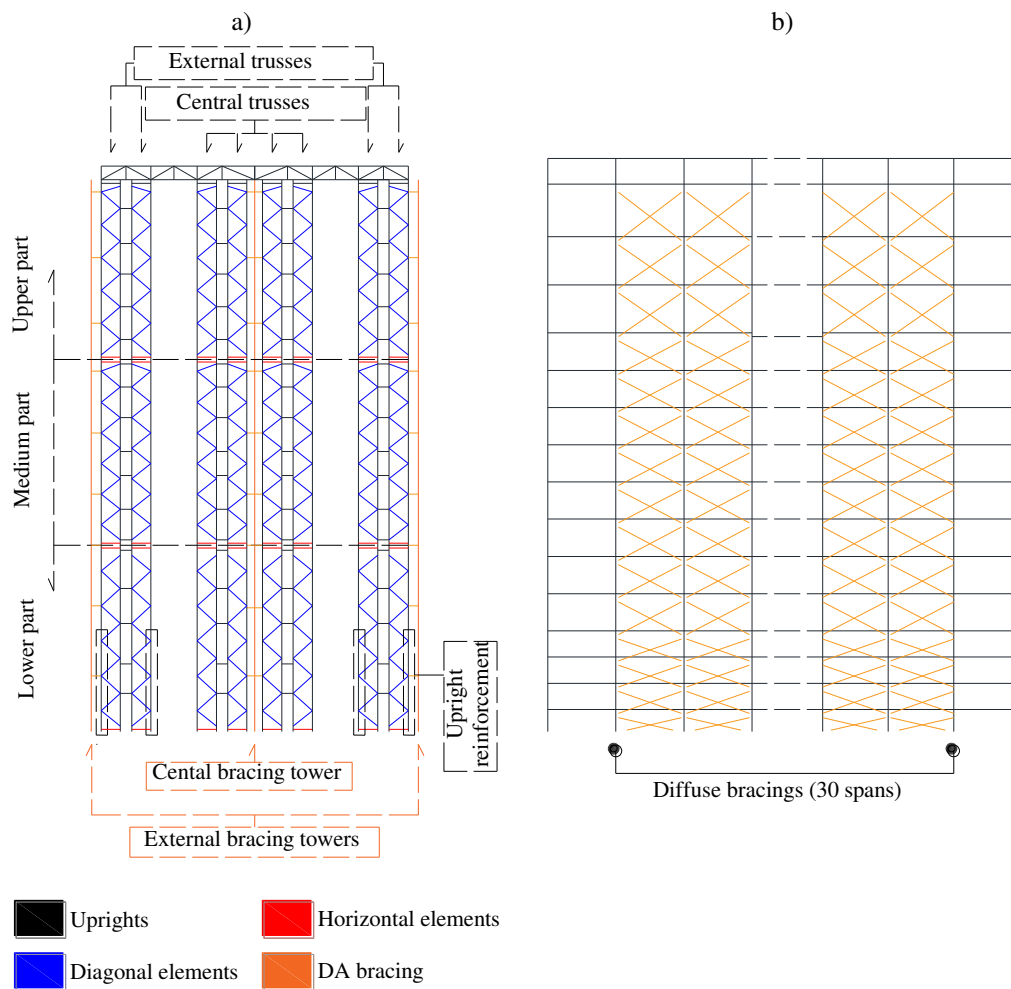 a)
b)
External trusses
Central trusses
Upper part
Medium part
Lower part
Upright
reinforcement
Cental bracing tower
External bracing towers
Diffuse bracings (30 spans)
Uprights
Horizontal elements
Diagonal elements
DA bracing